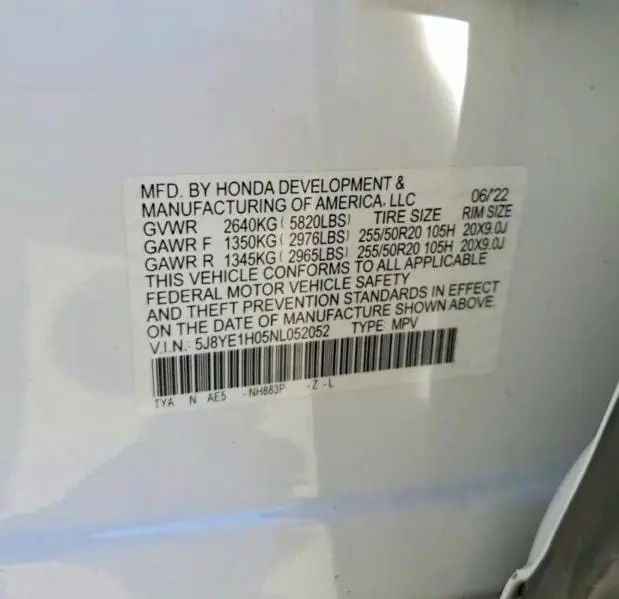 MFD. BY HONDA DEVELOPMENT &
MANUFACTURING OF AMERICA, LLC 06/'22
GVWR 2640KG ( 5820LBS) TIRE SIZE RIM SIZE
GAWR F 1350KG ( 2976LBS) 255/50R20 105H 20X9.0J
GAWR R 1345KG ( 2965LBS) 255/50R20 105H 20X9.0J
THIS VEHICLE CONFORMS TO ALL APPLICABLE
FEDERAL MOTOR VEHICLE SAFETY
AND THEFT PREVENTION STANDARDS IN EFFECT
ON THE DATE OF MANUFACTURE SHOWN ABOVE.
V.I.N.: 5J8YE1H05NL052052 TYPE: MPV
TYA N AE5 -NH883P -Z -L